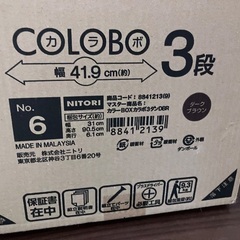 COLOBO
カラボ
3段
幅 41.9cm(約)
No.
6
NITORI
商品コード： 8841213(9)
マスター商品名：
カラーBOXカラボ3ダンDBR
ダーク
ブラウン
梱包サイズ(約)
幅 31cm
高さ 90.5cm
奥行 6.1cm
8841 2139
MADE IN MALAYSIA
販売元 株式会社ニトリ
東京都北区神谷3丁目6番20号
保証書
在中